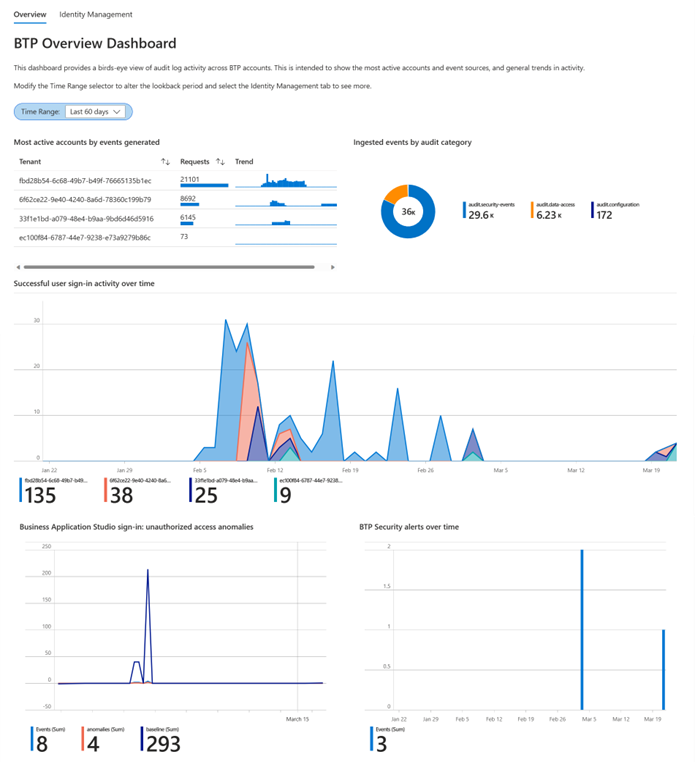 Overview Identity Management
BTP Overview Dashboard
This dashboard provides a birds-eye view of audit log activity across BTP accounts. This is intended to show the most active accounts and event sources, and general trends in activity.
Modify the Time Range selector to alter the lookback period and select the Identity Management tab to see more.
Time Range: Last 60 days
Most active accounts by events generated
Tenant Requests Trend
fbd28b54-6c68-49b7-b49f-76665135b1ec 21101
6f62ce22-9e40-4240-8a6d-78360c199b79 8692
33f1e1bd-a079-48e4-b9aa-9bd6d46d5916 6145
ec100f84-6787-44e7-9238-e73a9279b86c 73
Ingested events by audit category
36K
audit.security-events audit.data-access audit.configuration
29.6 K 6.23 K 172
Successful user sign-in activity over time
30
20
10
0
Jan 22 Jan 29 Feb 5 Feb 12 Feb 19 Feb 26 Mar 5 Mar 12 Mar 19
fbd28b54-6c68-49b7-b49... 6f62ce22-9e40-4240-8a6... 33f1e1bd-a079-48e4-b9aa... ec100f84-6787-44e7-9238...
135 38 25 9
Business Application Studio sign-in: unauthorized access anomalies
250
200
150
100
50
0
-50
March 15
Events (Sum) anomalies (Sum) baseline (Sum)
8 4 293
BTP Security alerts over time
2
1.5
1
0.5
0
Jan 22 Jan 29 Feb 5 Feb 12 Feb 19 Feb 26 Mar 5 Mar 12 Mar 19
Events (Sum)
3